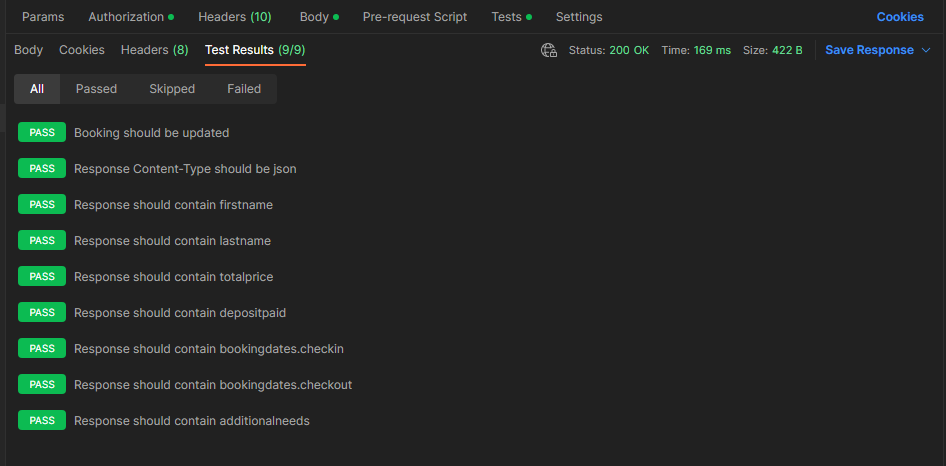 Params Authorization Headers (10) Body Pre-request Script Tests Settings Cookies
Body Cookies Headers (8) Test Results (9/9) Status: 200 OK Time: 169 ms Size: 422 B Save Response
All Passed Skipped Failed
PASS Booking should be updated
PASS Response Content-Type should be json
PASS Response should contain firstname
PASS Response should contain lastname
PASS Response should contain totalprice
PASS Response should contain depositpaid
PASS Response should contain bookingdates.checkin
PASS Response should contain bookingdates.checkout
PASS Response should contain additionalneeds